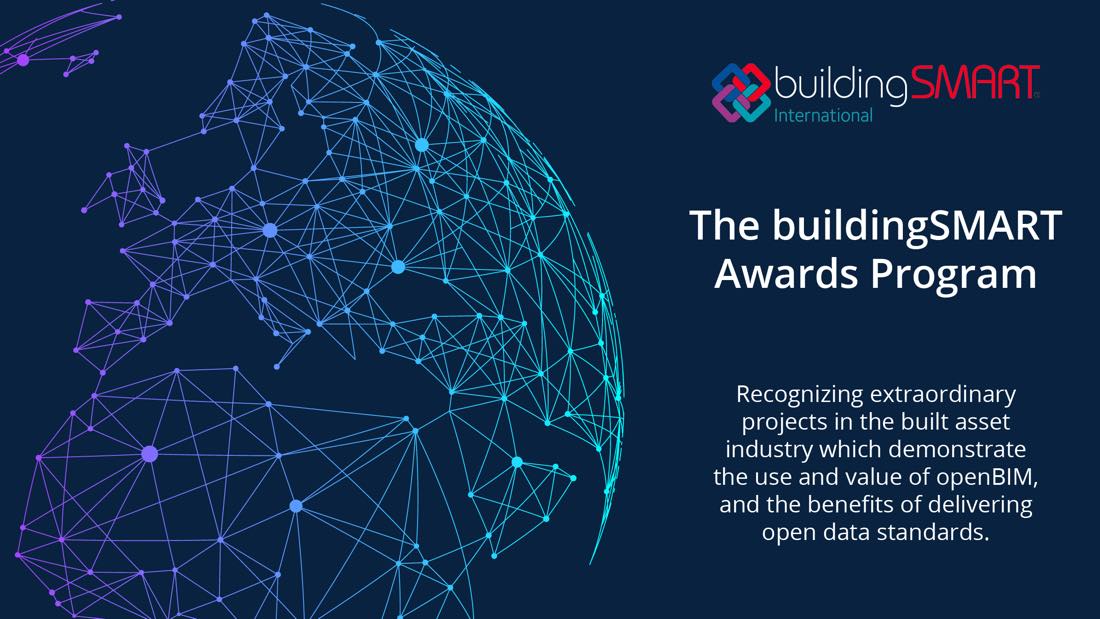 buildingSMART
International
The buildingSMART
Awards Program
Recognizing extraordinary
projects in the built asset
industry which demonstrate
the use and value of openBIM,
and the benefits of delivering
open data standards.